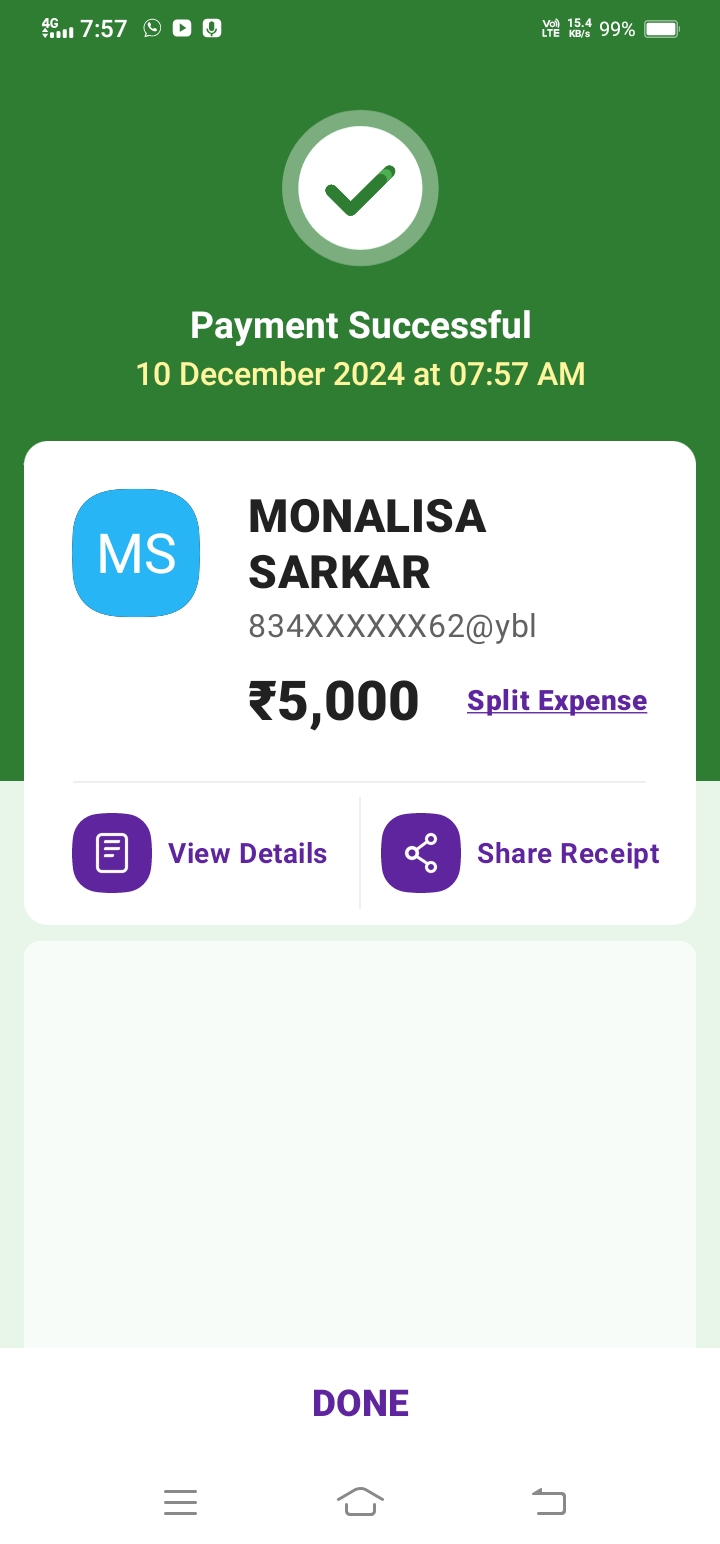 4G 7:57 Vo) LTE 15.4 KB/s 99%
Payment Successful
10 December 2024 at 07:57 AM
MS
MONALISA
SARKAR
834XXXXXX62@ybl
₹5,000 Split Expense
View Details Share Receipt
DONE